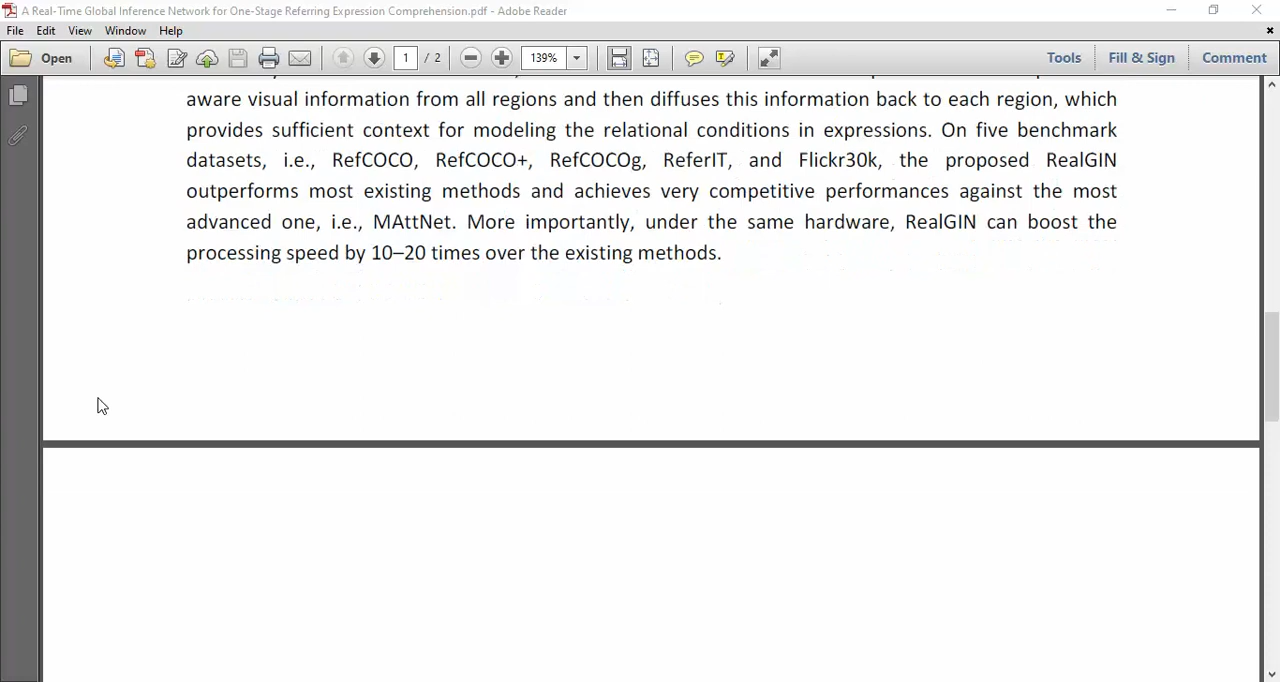 A Real-Time Global Inference Network for One-Stage Referring Expression Comprehension.pdf - Adobe Reader
File Edit View Window Help
Open 1 / 2 139% Tools Fill & Sign Comment
aware visual information from all regions and then diffuses this information back to each region, which
provides sufficient context for modeling the relational conditions in expressions. On five benchmark
datasets, i.e., RefCOCO, RefCOCO+, RefCOCOg, ReferIT, and Flickr30k, the proposed RealGIN
outperforms most existing methods and achieves very competitive performances against the most
advanced one, i.e., MAttNet. More importantly, under the same hardware, RealGIN can boost the
processing speed by 10–20 times over the existing methods.